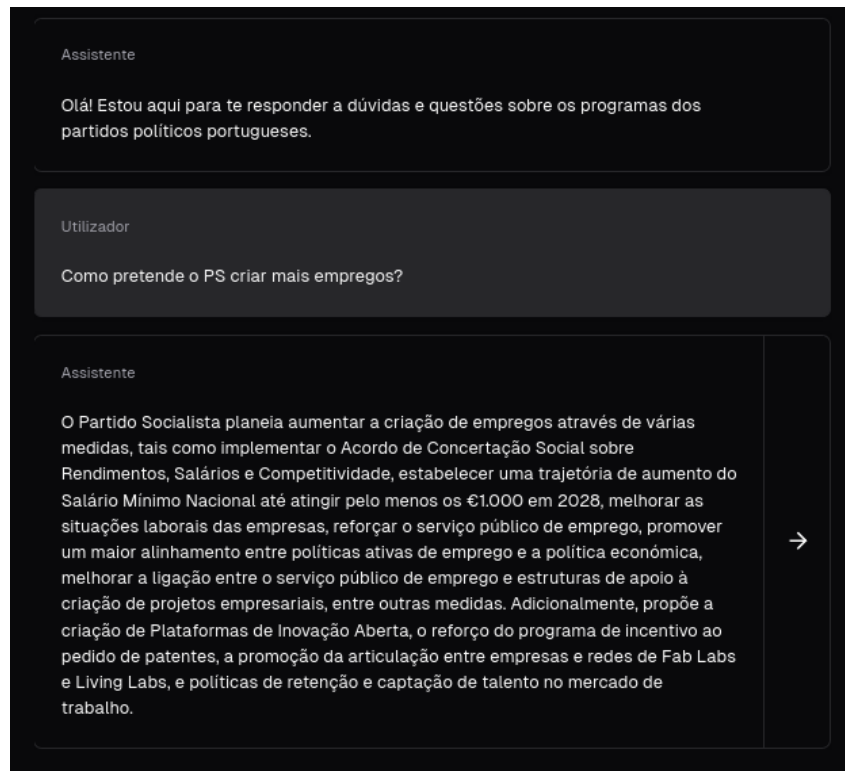 Assistente
Olá! Estou aqui para te responder a dúvidas e questões sobre os programas dos
partidos políticos portugueses.
Utilizador
Como pretende o PS criar mais empregos?
Assistente
O Partido Socialista planeia aumentar a criação de empregos através de várias
medidas, tais como implementar o Acordo de Concertação Social sobre
Rendimentos, Salários e Competitividade, estabelecer uma trajetória de aumento do
Salário Mínimo Nacional até atingir pelo menos os €1.000 em 2028, melhorar as
situações laborais das empresas, reforçar o serviço público de emprego, promover
um maior alinhamento entre políticas ativas de emprego e a política económica,
melhorar a ligação entre o serviço público de emprego e estruturas de apoio à
criação de projetos empresariais, entre outras medidas. Adicionalmente, propõe a
criação de Plataformas de Inovação Aberta, o reforço do programa de incentivo ao
pedido de patentes, a promoção da articulação entre empresas e redes de Fab Labs
e Living Labs, e políticas de retenção e captação de talento no mercado de
trabalho.